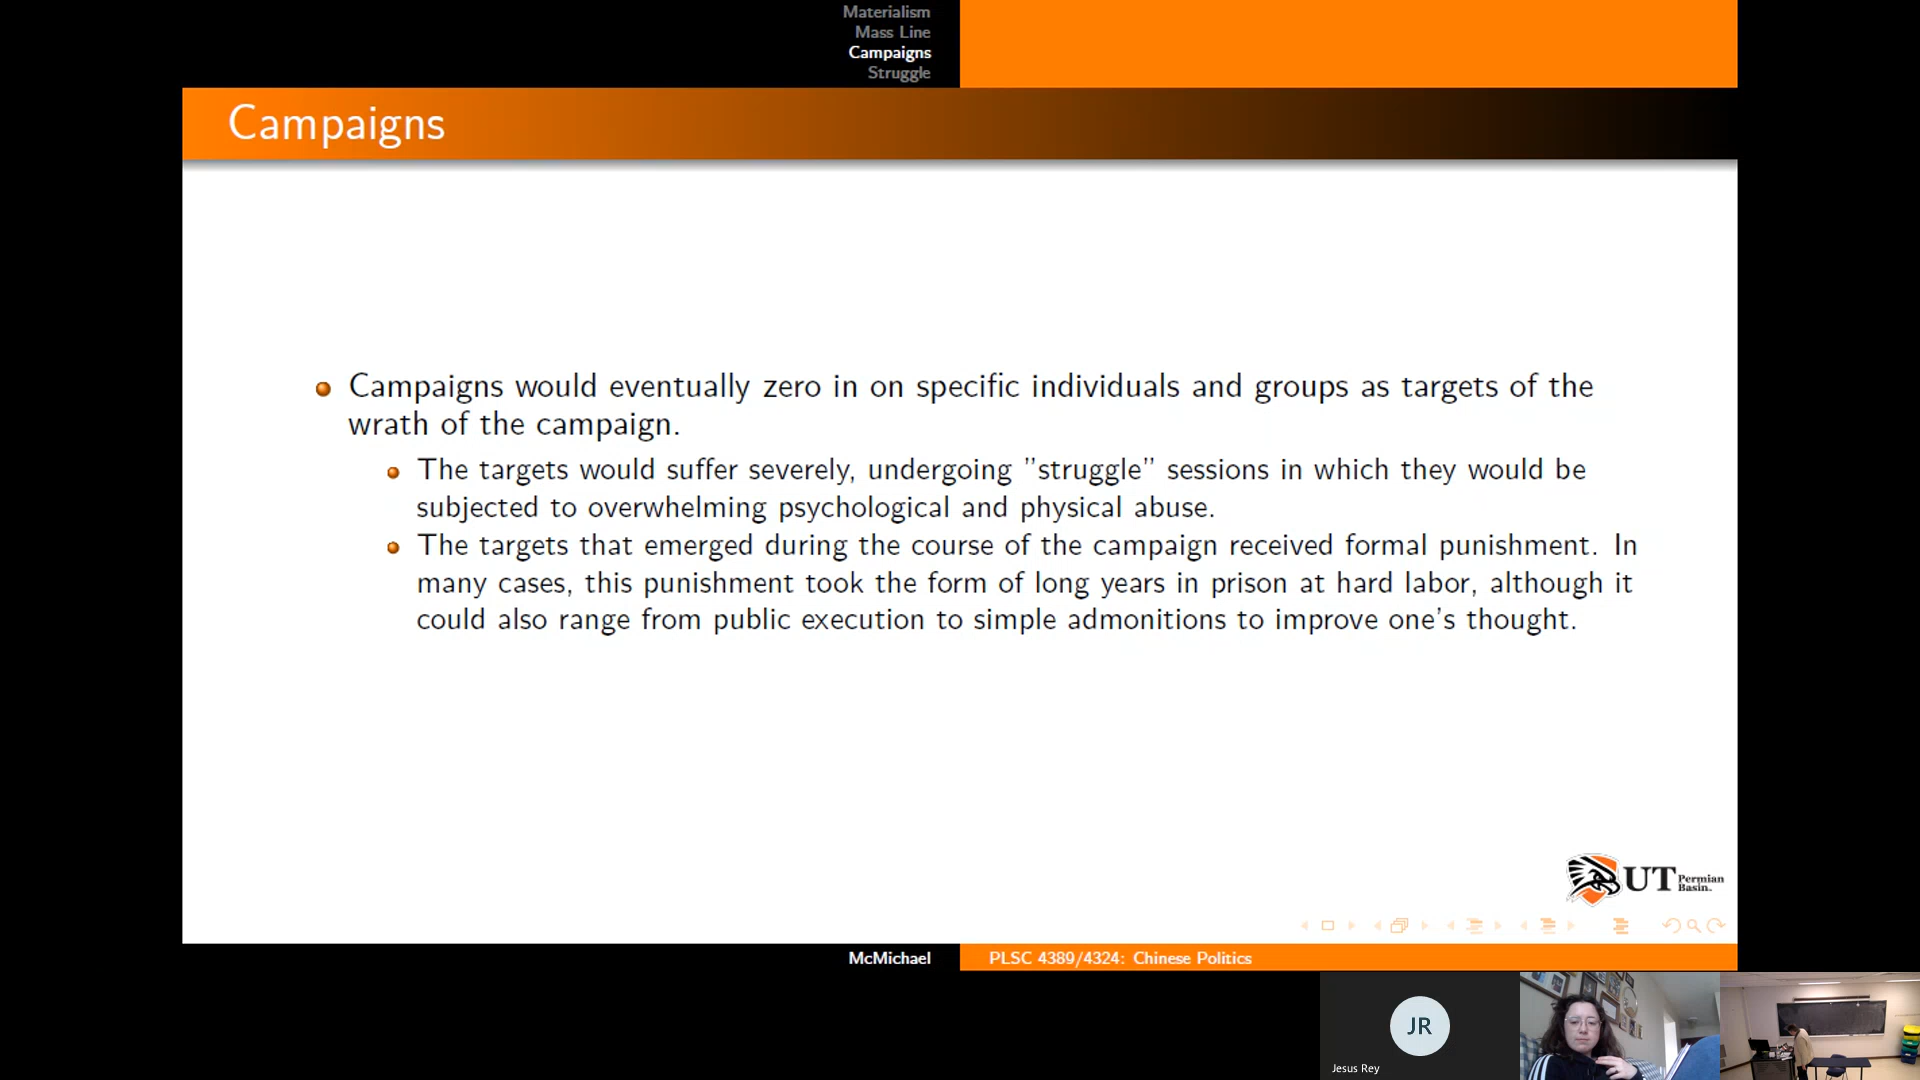 Materialism
Mass Line
Campaigns
Struggle
Campaigns
Campaigns would eventually zero in on specific individuals and groups as targets of the
wrath of the campaign.
The targets would suffer severely, undergoing ”struggle” sessions in which they would be
subjected to overwhelming psychological and physical abuse.
The targets that emerged during the course of the campaign received formal punishment. In
many cases, this punishment took the form of long years in prison at hard labor, although it
could also range from public execution to simple admonitions to improve one's thought.
UT Permian
Basin.
McMichael
PLSC 4389/4324: Chinese Politics
JR
Jesus Rey